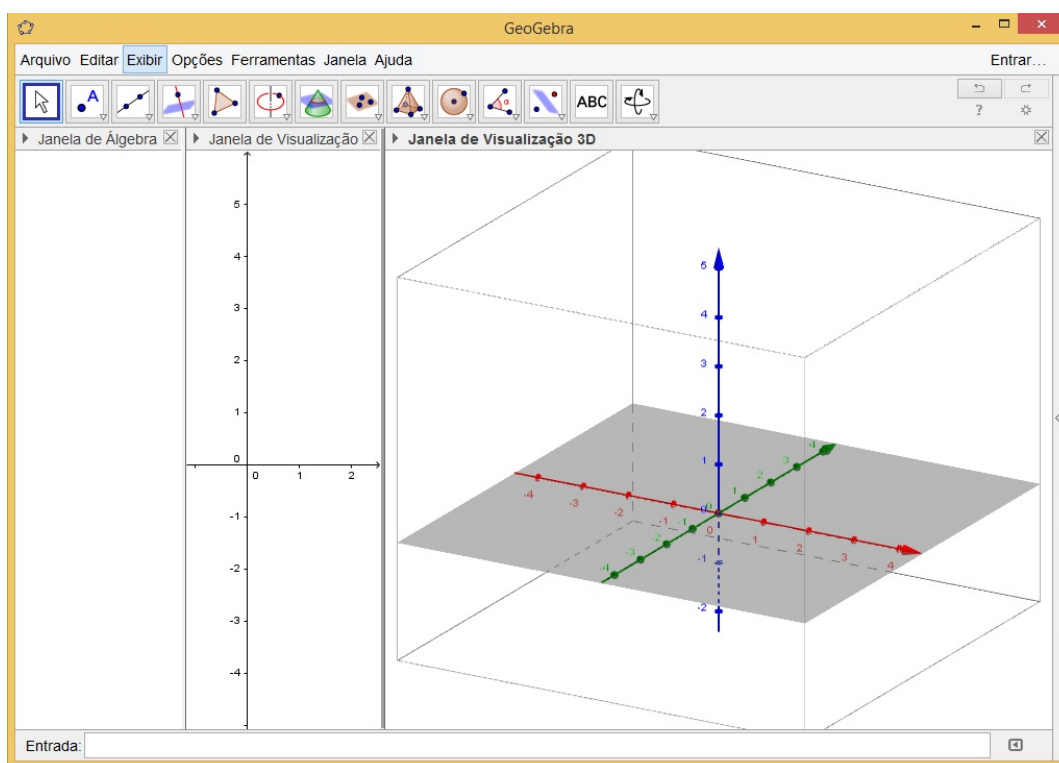 GeoGebra
Arquivo Editar Exibir Opções Ferramentas Janela Ajuda
Entrar...
A
α
ABC
?
Janela de Álgebra
Janela de Visualização
Janela de Visualização 3D
5
4
3
2
1
0
0 1 2
-1
-2
-3
-4
5
4
3
2
1
0
-1
-2
-4 -3 -2 -1 0 1 2 3 4
-4 -3 -2 -1 0 1 2 3 4
Entrada: